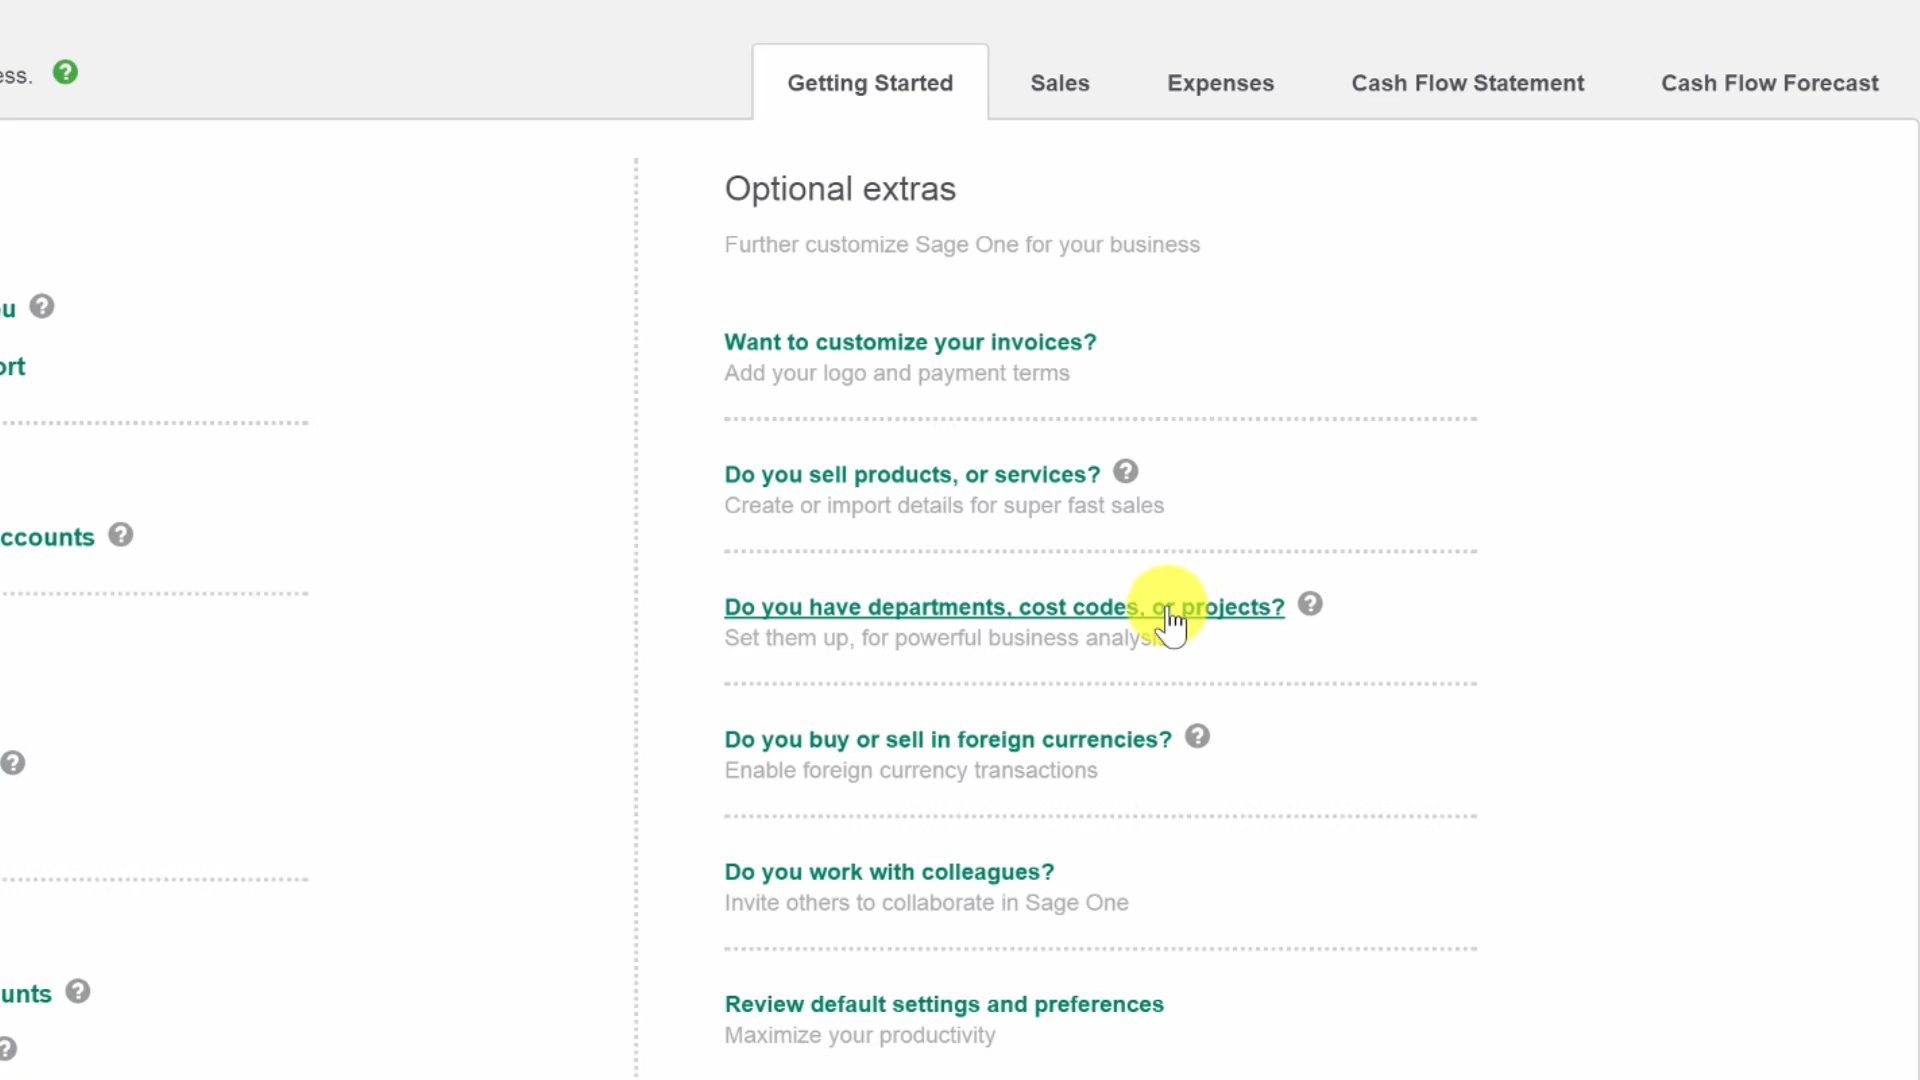 ess.
Getting Started
Sales
Expenses
Cash Flow Statement
Cash Flow Forecast
ou
ort
ccounts
unts
Optional extras
Further customize Sage One for your business
Want to customize your invoices?
Add your logo and payment terms
Do you sell products, or services?
Create or import details for super fast sales
Do you have departments, cost codes, or projects?
Set them up, for powerful business analysis
Do you buy or sell in foreign currencies?
Enable foreign currency transactions
Do you work with colleagues?
Invite others to collaborate in Sage One
Review default settings and preferences
Maximize your productivity